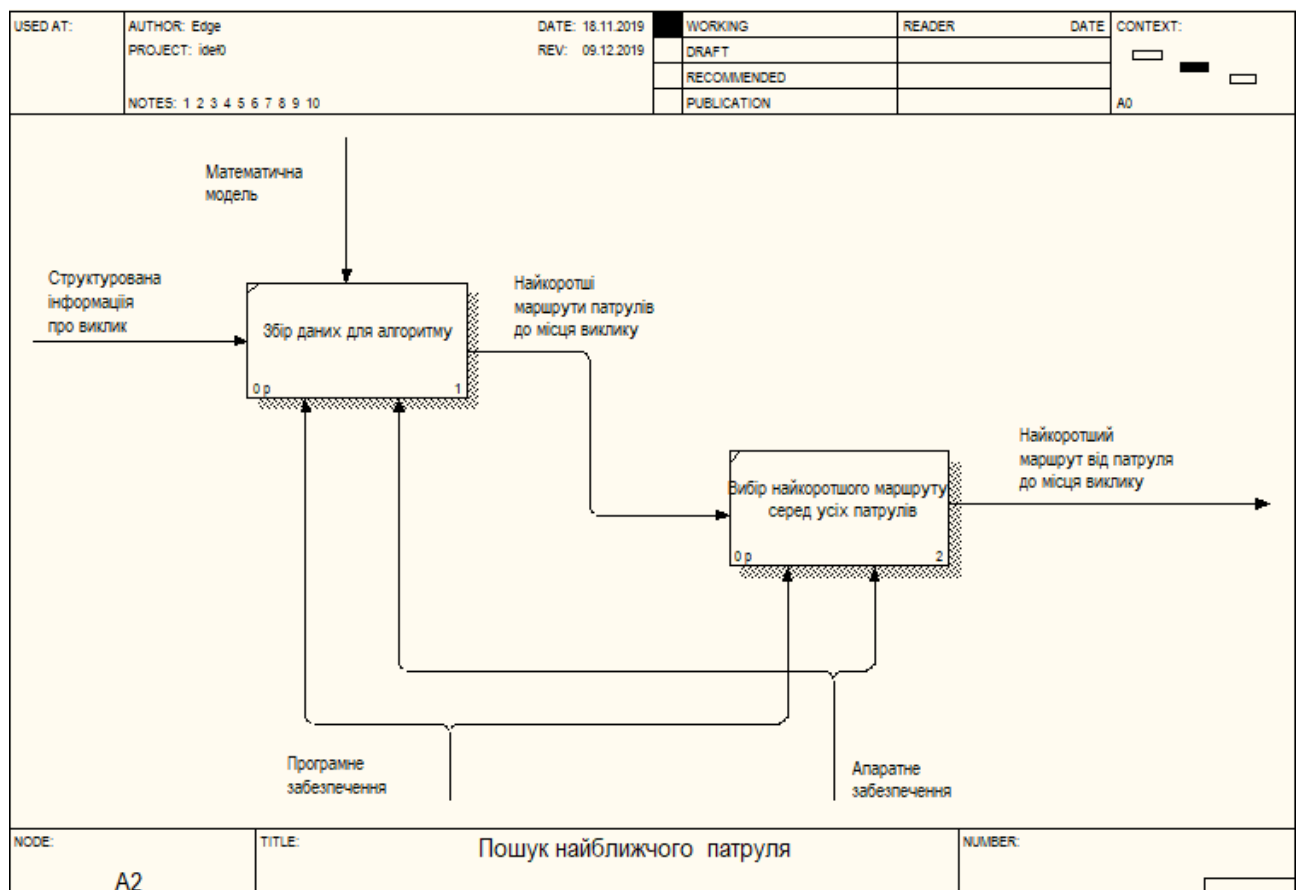 USED AT:
AUTHOR: Edge
DATE: 18.11.2019
PROJECT: idef0
REV: 09.12.2019
NOTES: 1 2 3 4 5 6 7 8 9 10
WORKING
DRAFT
RECOMMENDED
PUBLICATION
READER
DATE
CONTEXT:
A0
Математична
модель
Структурована
інформаціія
про виклик
Збір даних для алгоритму
0 р
1
Найкоротші
маршрути патрулів
до місця виклику
Вибір найкоротшого маршруту
серед усіх патрулів
0 р
2
Найкоротший
маршрут від патруля
до місця виклику
Програмне
забезпечення
Апаратне
забезпечення
NODE:
A2
TITLE:
Пошук найближчого патруля
NUMBER: